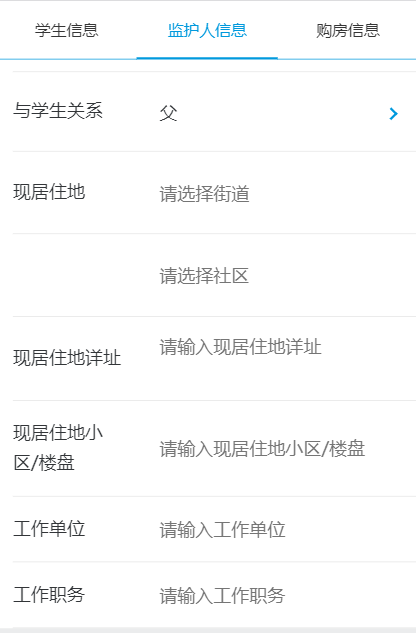 学生信息 监护人信息 购房信息
与学生关系 父
现居住地 请选择街道
请选择社区
现居住地详址 请输入现居住地详址
现居住地小
区/楼盘 请输入现居住地小区/楼盘
工作单位 请输入工作单位
工作职务 请输入工作职务